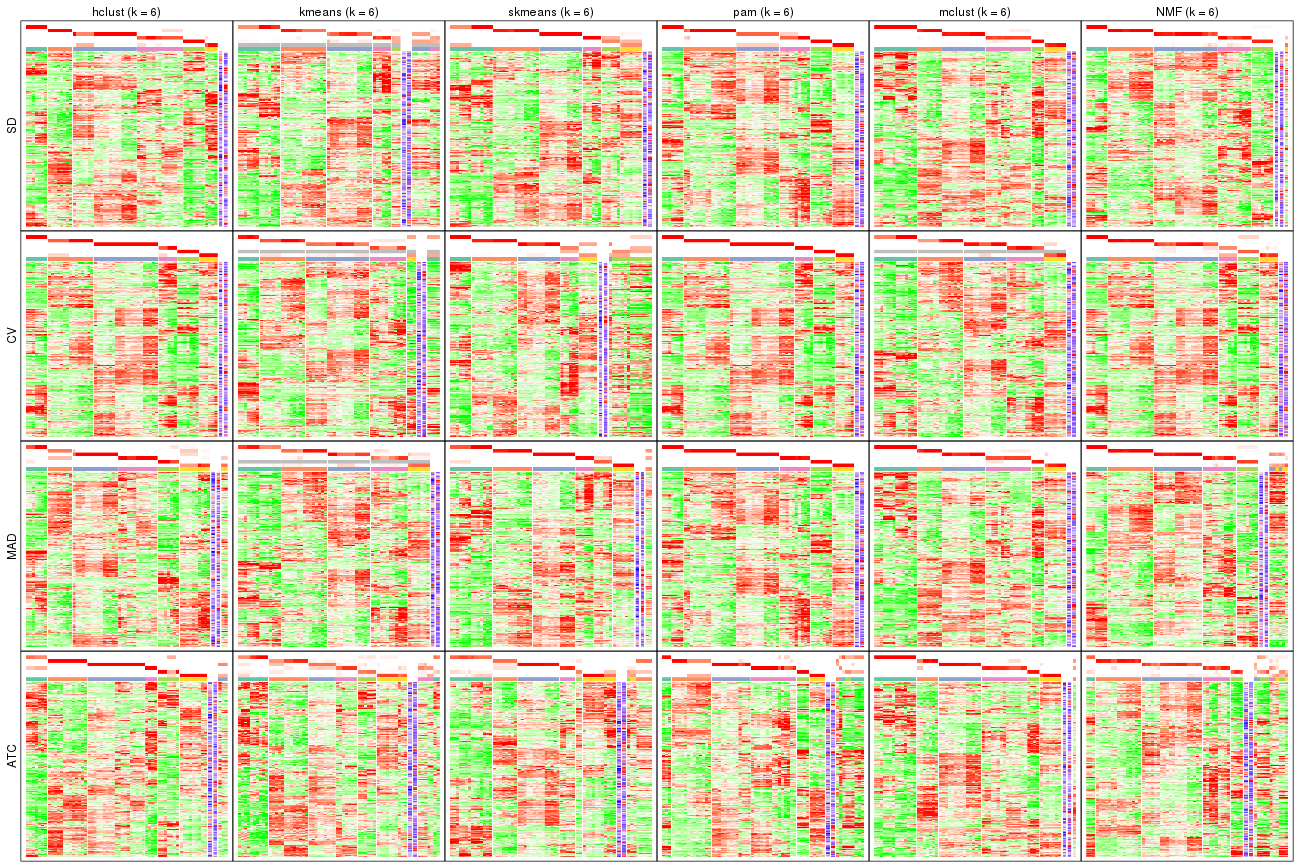 hclust (k = 6) kmeans (k = 6) skmeans (k = 6) pam (k = 6) mclust (k = 6) NMF (k = 6)
SD
CV
MAD
ATC